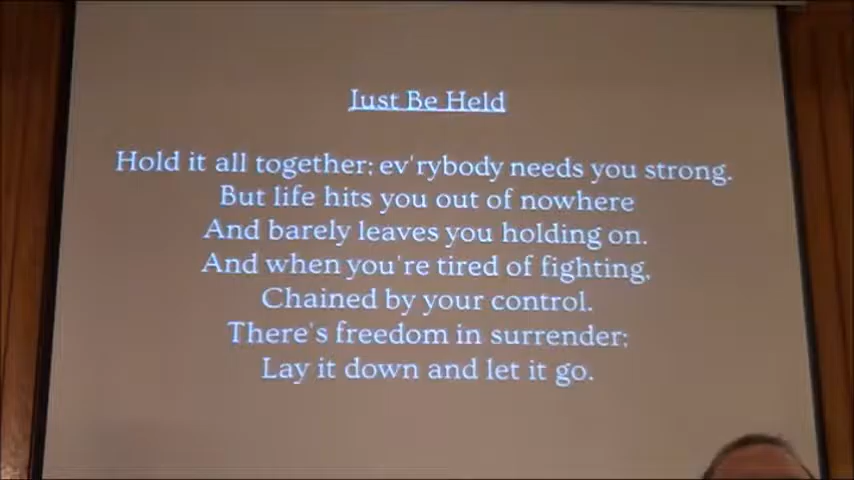 Just Be Held
Hold it all together; ev'rybody needs you strong.
But life hits you out of nowhere
And barely leaves you holding on.
And when you're tired of fighting,
Chained by your control.
There's freedom in surrender;
Lay it down and let it go.